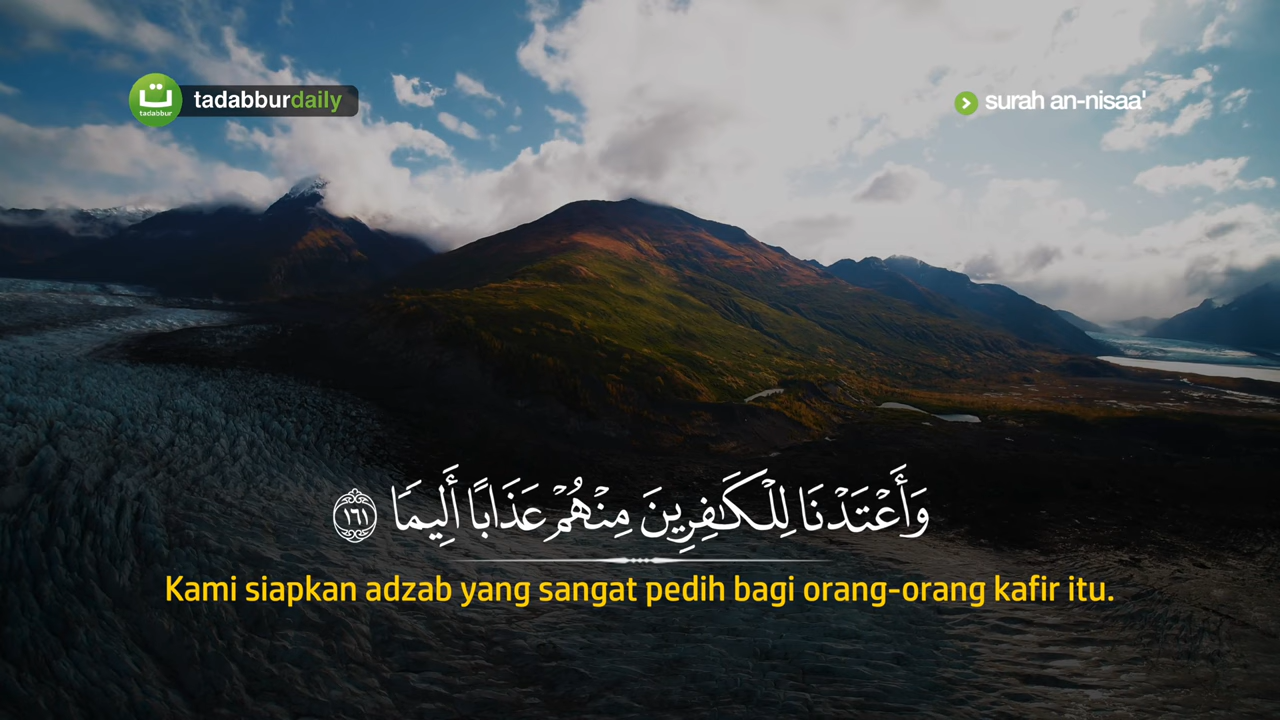 ت tadabburdaily
tadabbur
surah an-nisaa'
وَأَعْتَدْنَا لِلْكَـٰفِرِينَ مِنْهُمْ عَذَابًا أَلِيمًا ١٦١
Kami siapkan adzab yang sangat pedih bagi orang-orang kafir itu.